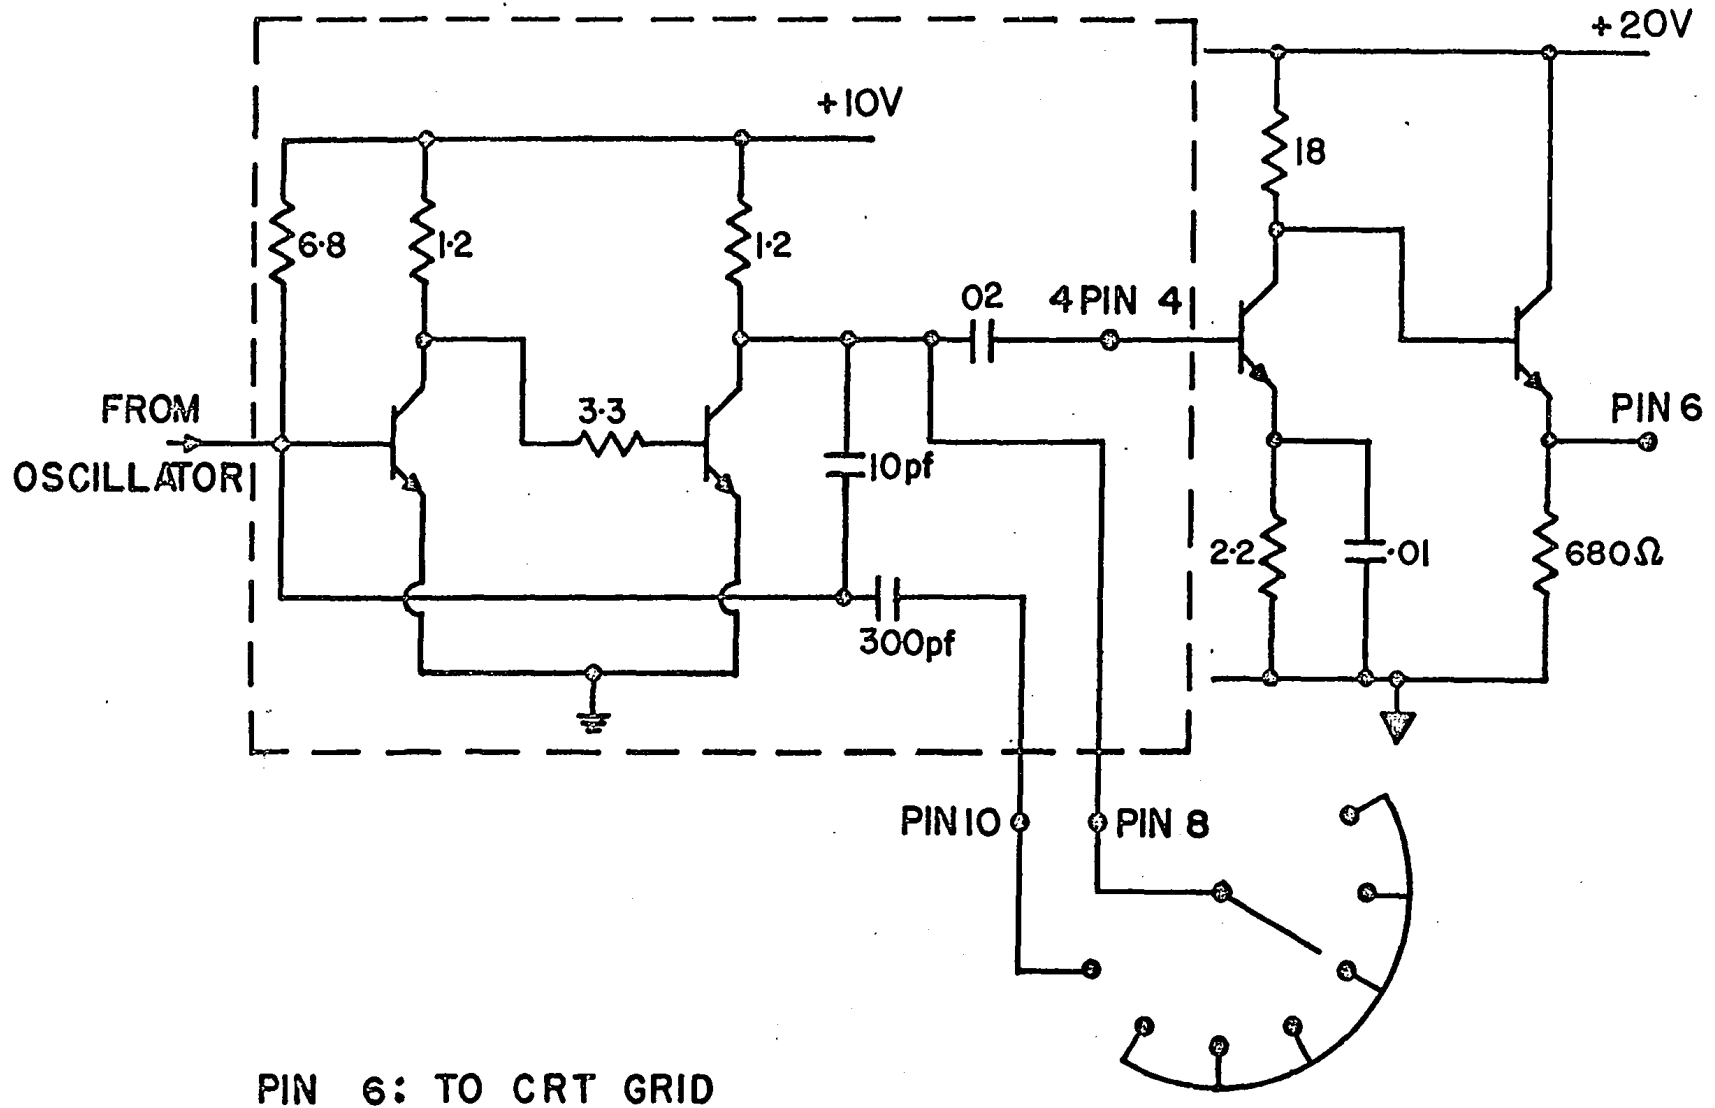 +20V
+10V
18
6.8
1.2
1.2
02
4 PIN 4
FROM
OSCILLATOR
3.3
PIN 6
10pf
2.2
.01
680Ω
300pf
PIN 10
PIN 8
PIN 6: TO CRT GRID